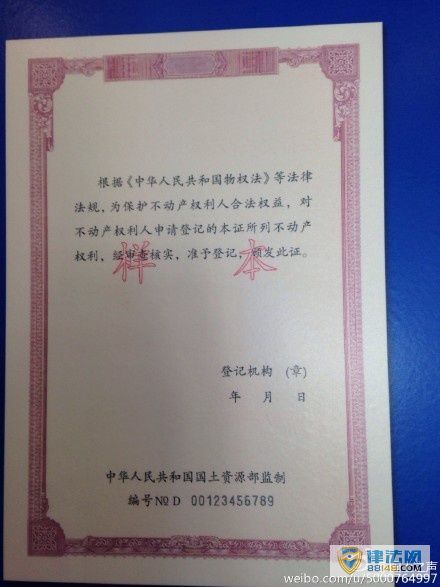 根据《中华人民共和国物权法》等法律
法规，为保护不动产权利人合法权益，对
不动产权利人申请登记的本证所列不动产
权利，经审查核实，准予登记，颁发此证。
样本
登记机构 (章)
年 月 日
中华人民共和国国土资源部监制
编号 № D 00123456789
律法网
88148.com
weibo.com/u/5000764997